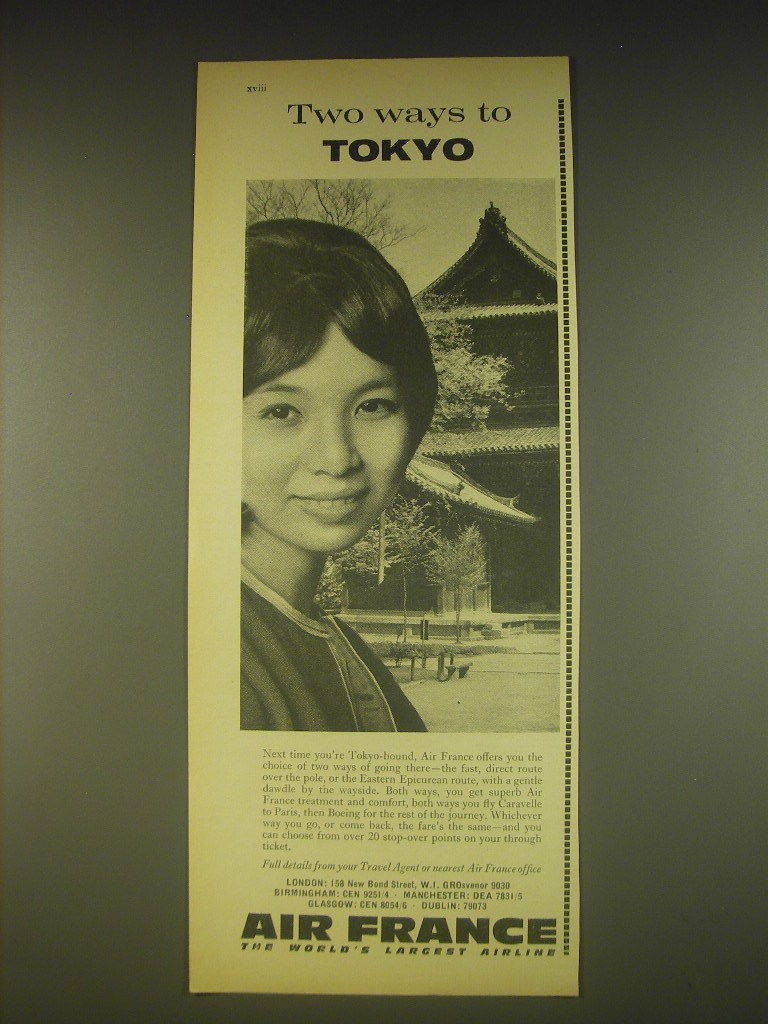 xviii
Two ways to
TOKYO
Next time you're Tokyo-bound, Air France offers you the
choice of two ways of going there—the fast, direct route
over the pole, or the Eastern Epicurean route, with a gentle
dawdle by the wayside. Both ways, you get superb Air
France treatment and comfort, both ways you fly Caravelle
to Paris, then Boeing for the rest of the journey. Whichever
way you go, or come back, the fare's the same—and you
can choose from over 20 stop-over points on your through
ticket.
Full details from your Travel Agent or nearest Air France office
LONDON: 158 New Bond Street, W.I. GROsvenor 9030
BIRMINGHAM: CEN 9251/4 · MANCHESTER: DEA 7831/5
GLASGOW: CEN 8054/6 · DUBLIN: 79073
AIR FRANCE
THE WORLD'S LARGEST AIRLINE